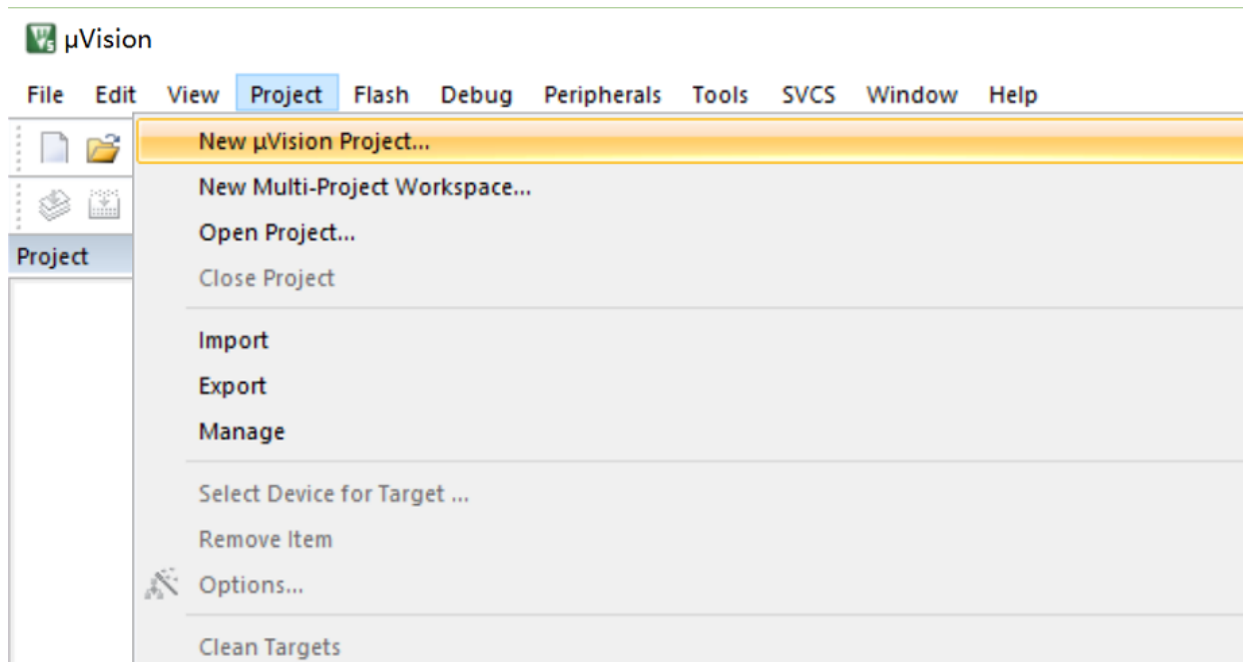 µVision
File Edit View Project Flash Debug Peripherals Tools SVCS Window Help
New µVision Project...
New Multi-Project Workspace...
Open Project...
Project
Close Project
Import
Export
Manage
Select Device for Target ...
Remove Item
Options...
Clean Targets